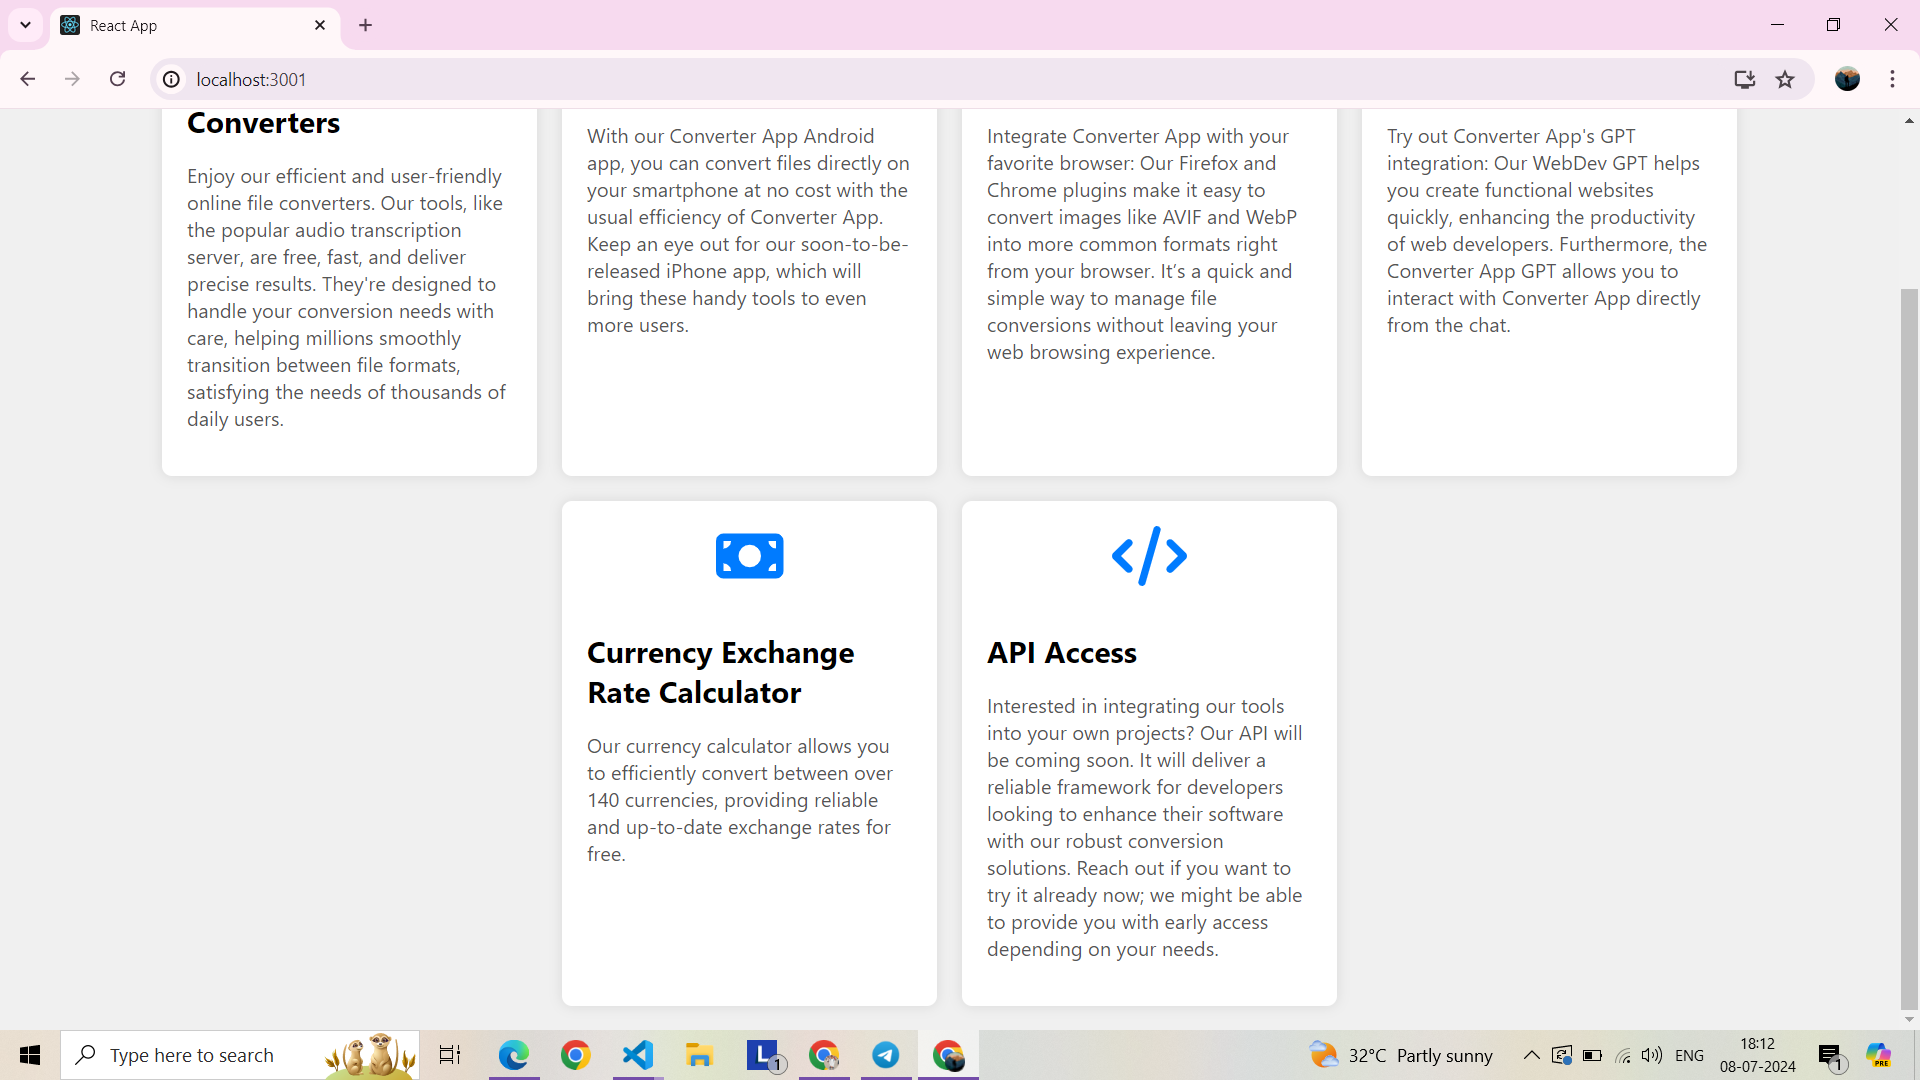 React App
localhost:3001
Converters
Enjoy our efficient and user-friendly
online file converters. Our tools, like
the popular audio transcription
server, are free, fast, and deliver
precise results. They're designed to
handle your conversion needs with
care, helping millions smoothly
transition between file formats,
satisfying the needs of thousands of
daily users.
With our Converter App Android
app, you can convert files directly on
your smartphone at no cost with the
usual efficiency of Converter App.
Keep an eye out for our soon-to-be-
released iPhone app, which will
bring these handy tools to even
more users.
Integrate Converter App with your
favorite browser: Our Firefox and
Chrome plugins make it easy to
convert images like AVIF and WebP
into more common formats right
from your browser. It’s a quick and
simple way to manage file
conversions without leaving your
web browsing experience.
Try out Converter App's GPT
integration: Our WebDev GPT helps
you create functional websites
quickly, enhancing the productivity
of web developers. Furthermore, the
Converter App GPT allows you to
interact with Converter App directly
from the chat.
Currency Exchange
Rate Calculator
Our currency calculator allows you
to efficiently convert between over
140 currencies, providing reliable
and up-to-date exchange rates for
free.
API Access
Interested in integrating our tools
into your own projects? Our API will
be coming soon. It will deliver a
reliable framework for developers
looking to enhance their software
with our robust conversion
solutions. Reach out if you want to
try it already now; we might be able
to provide you with early access
depending on your needs.
Type here to search
L
1
32°C Partly sunny
ENG
18:12
08-07-2024
1
PRE